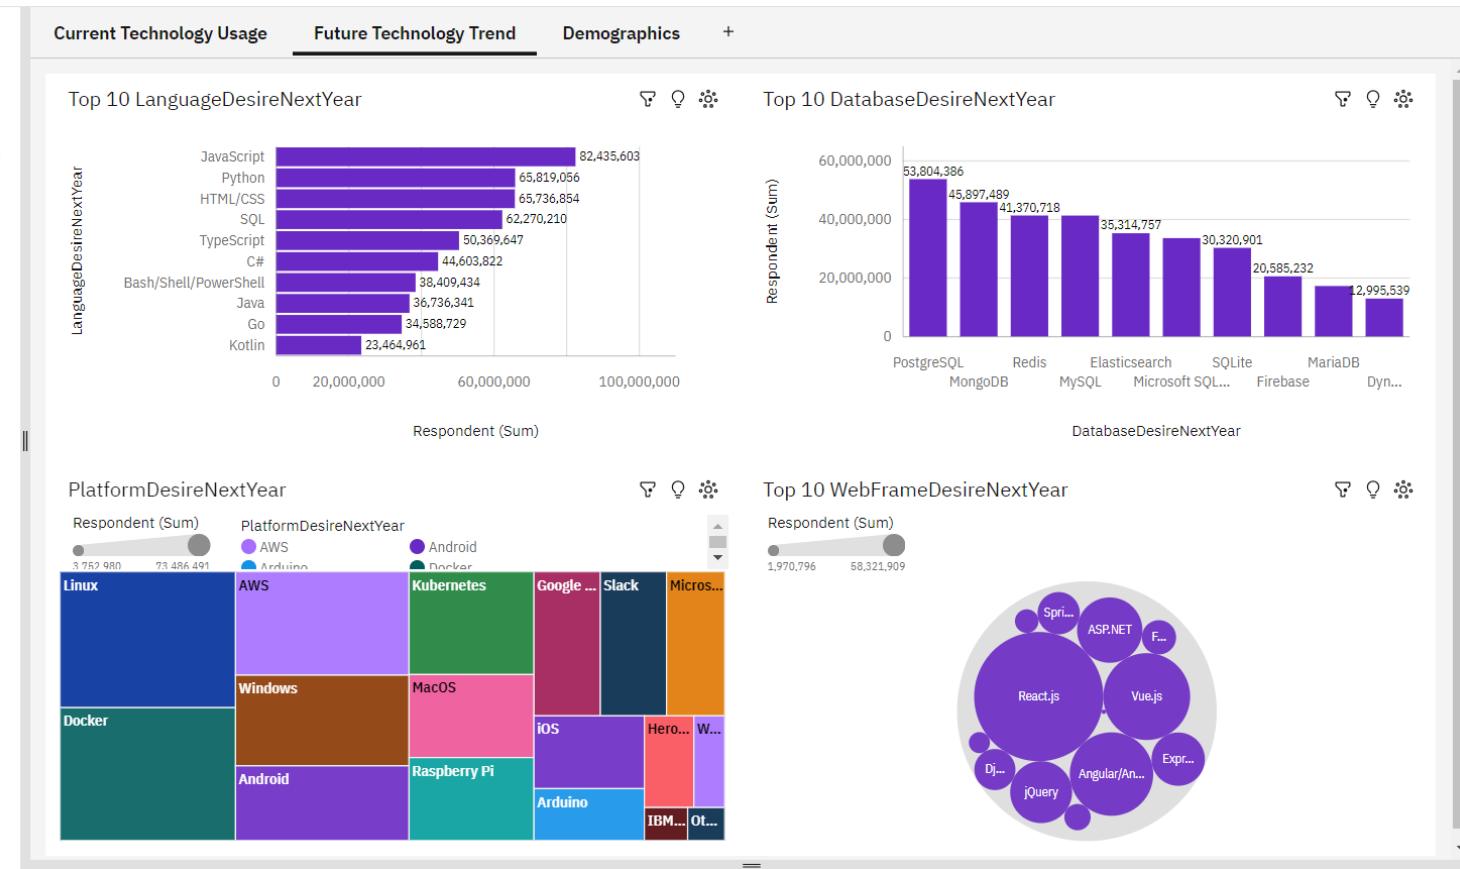 Current Technology Usage Future Technology Trend Demographics +
Top 10 LanguageDesireNextYear
LanguageDesireNextYear
JavaScript 82,435,603
Python 65,819,056
HTML/CSS 65,736,854
SQL 62,270,210
TypeScript 50,369,647
C# 44,603,822
Bash/Shell/PowerShell 38,409,434
Java 36,736,341
Go 34,588,729
Kotlin 23,464,961
0 20,000,000 60,000,000 100,000,000
Respondent (Sum)
Top 10 DatabaseDesireNextYear
Respondent (Sum)
60,000,000
40,000,000
20,000,000
0
53,804,386
45,897,489
41,370,718
35,314,757
30,320,901
20,585,232
12,995,539
PostgreSQL Redis Elasticsearch SQLite MariaDB
MongoDB MySQL Microsoft SQL... Firebase Dyn...
DatabaseDesireNextYear
PlatformDesireNextYear
Respondent (Sum)
3,752,980 73,486,491
PlatformDesireNextYear
AWS Android
Arduino Docker
Linux
AWS
Kubernetes
Google ...
Slack
Micros...
Windows
MacOS
Docker
iOS
Hero...
W...
Android
Raspberry Pi
Arduino
IBM...
Ot...
Top 10 WebFrameDesireNextYear
Respondent (Sum)
1,970,796 58,321,909
Spri...
ASP.NET
F...
React.js
Vue.js
Dj...
Angular/An...
Expr...
jQuery